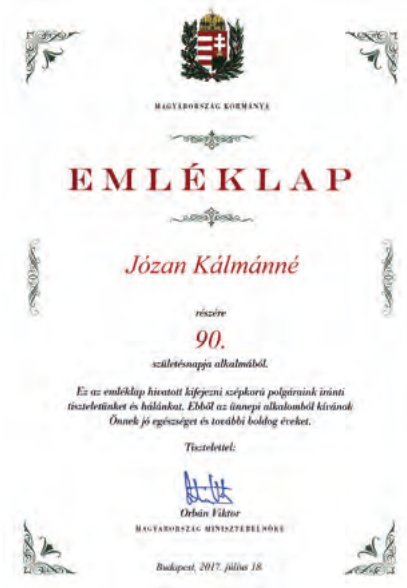 MAGYARORSZÁG KORMÁNYA
EMLÉKLAP
Józan Kálmánné
részére
90.
születésnapja alkalmából.
Ez az emléklap hivatott kifejezni szépkorú polgáraink iránti
tiszteletünket és hálánkat. Ebből az ünnepi alkalomból kívánok
Önnek jó egészséget és további boldog éveket.
Tisztelettel:
Orbán Viktor
MAGYARORSZÁG MINISZTERELNÖKE
Budapest, 2017. július 18.